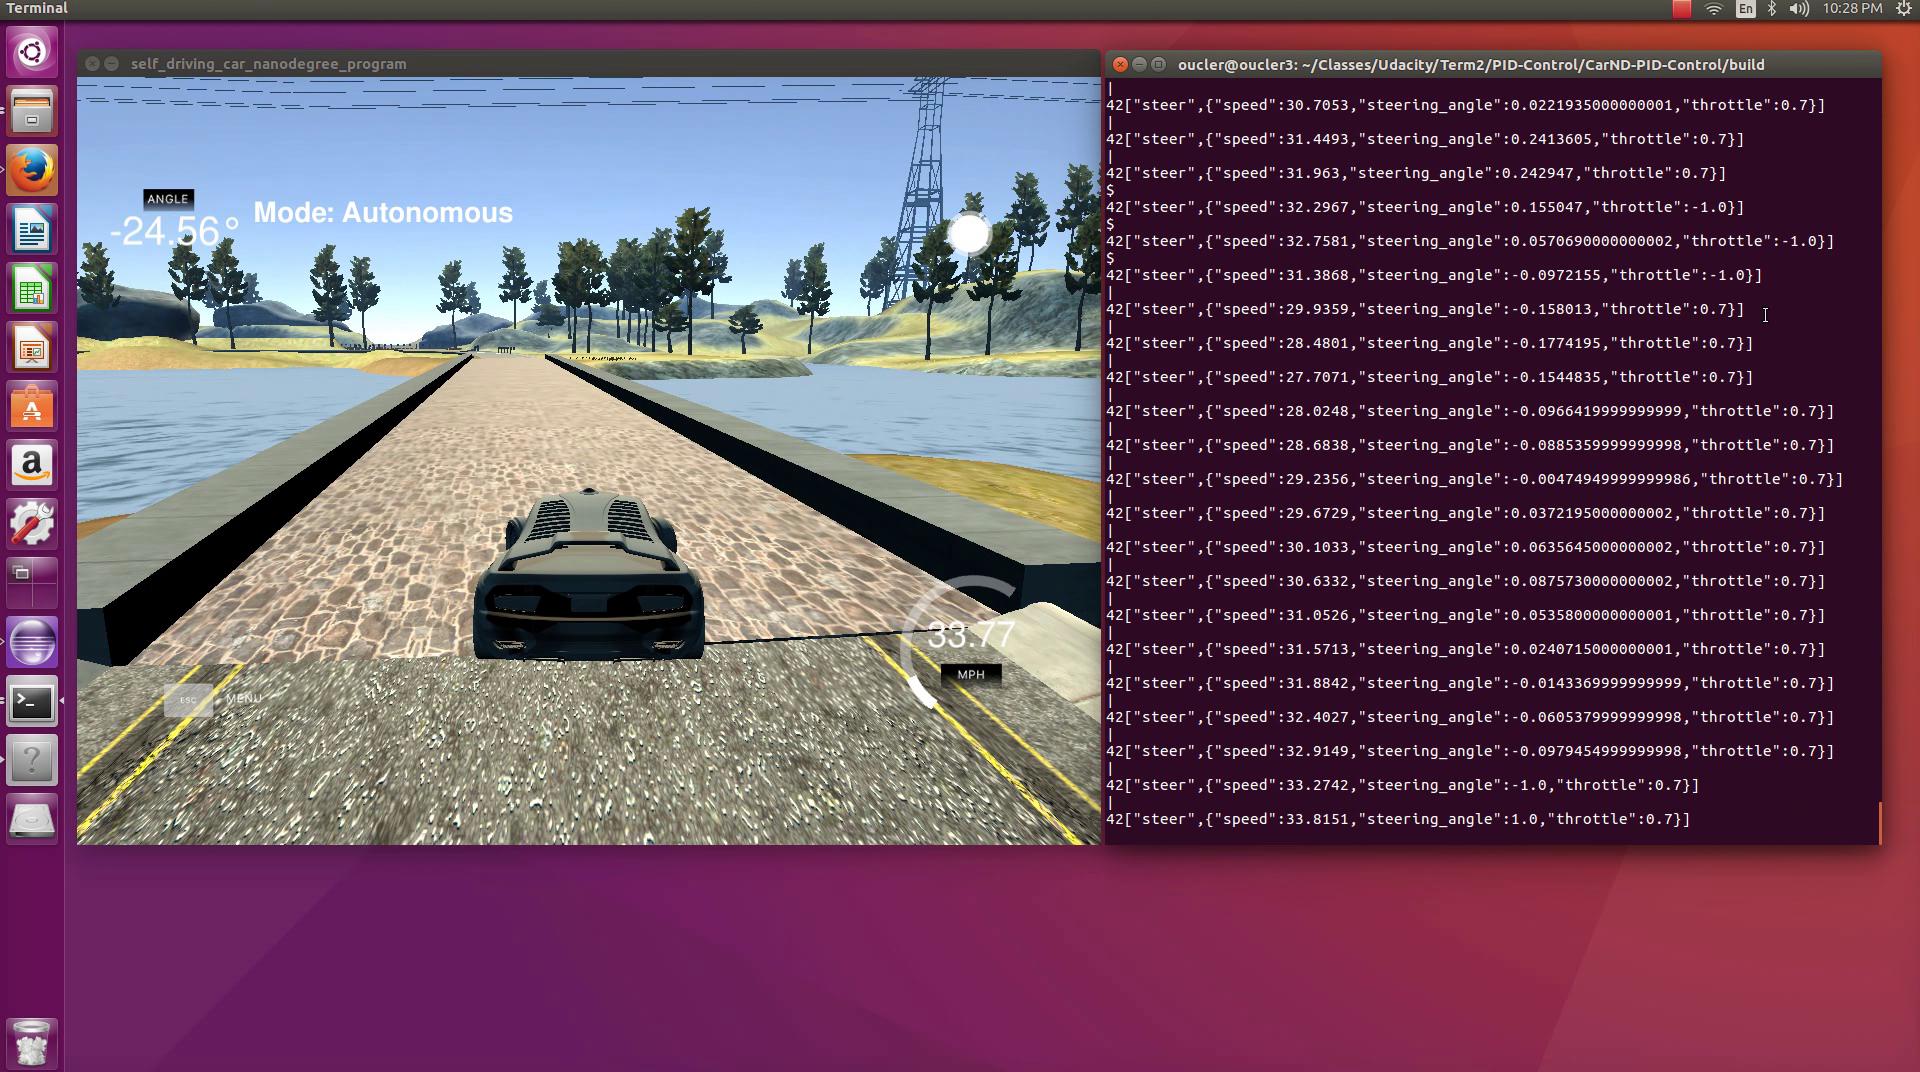 Terminal
En
10:28 PM
self_driving_car_nanodegree_program
ANGLE
-24.56°
Mode: Autonomous
33.77
MPH
ESC
MENU
oucler@oucler3: ~/Classes/Udacity/Term2/PID-Control/CarND-PID-Control/build
|
42["steer",{"speed":30.7053,"steering_angle":0.0221935000000001,"throttle":0.7}]
|
42["steer",{"speed":31.4493,"steering_angle":0.2413605,"throttle":0.7}]
|
42["steer",{"speed":31.963,"steering_angle":0.242947,"throttle":0.7}]
$
42["steer",{"speed":32.2967,"steering_angle":0.155047,"throttle":-1.0}]
$
42["steer",{"speed":32.7581,"steering_angle":0.0570690000000002,"throttle":-1.0}]
$
42["steer",{"speed":31.3868,"steering_angle":-0.0972155,"throttle":-1.0}]
|
42["steer",{"speed":29.9359,"steering_angle":-0.158013,"throttle":0.7}]
|
42["steer",{"speed":28.4801,"steering_angle":-0.1774195,"throttle":0.7}]
|
42["steer",{"speed":27.7071,"steering_angle":-0.1544835,"throttle":0.7}]
|
42["steer",{"speed":28.0248,"steering_angle":-0.0966419999999999,"throttle":0.7}]
|
42["steer",{"speed":28.6838,"steering_angle":-0.0885359999999998,"throttle":0.7}]
|
42["steer",{"speed":29.2356,"steering_angle":-0.00474949999999986,"throttle":0.7}]
|
42["steer",{"speed":29.6729,"steering_angle":0.0372195000000002,"throttle":0.7}]
|
42["steer",{"speed":30.1033,"steering_angle":0.0635645000000002,"throttle":0.7}]
|
42["steer",{"speed":30.6332,"steering_angle":0.0875730000000002,"throttle":0.7}]
|
42["steer",{"speed":31.0526,"steering_angle":0.0535800000000001,"throttle":0.7}]
|
42["steer",{"speed":31.5713,"steering_angle":0.0240715000000001,"throttle":0.7}]
|
42["steer",{"speed":31.8842,"steering_angle":-0.0143369999999999,"throttle":0.7}]
|
42["steer",{"speed":32.4027,"steering_angle":-0.0605379999999998,"throttle":0.7}]
|
42["steer",{"speed":32.9149,"steering_angle":-0.0979454999999998,"throttle":0.7}]
|
42["steer",{"speed":33.2742,"steering_angle":-1.0,"throttle":0.7}]
|
42["steer",{"speed":33.8151,"steering_angle":1.0,"throttle":0.7}]